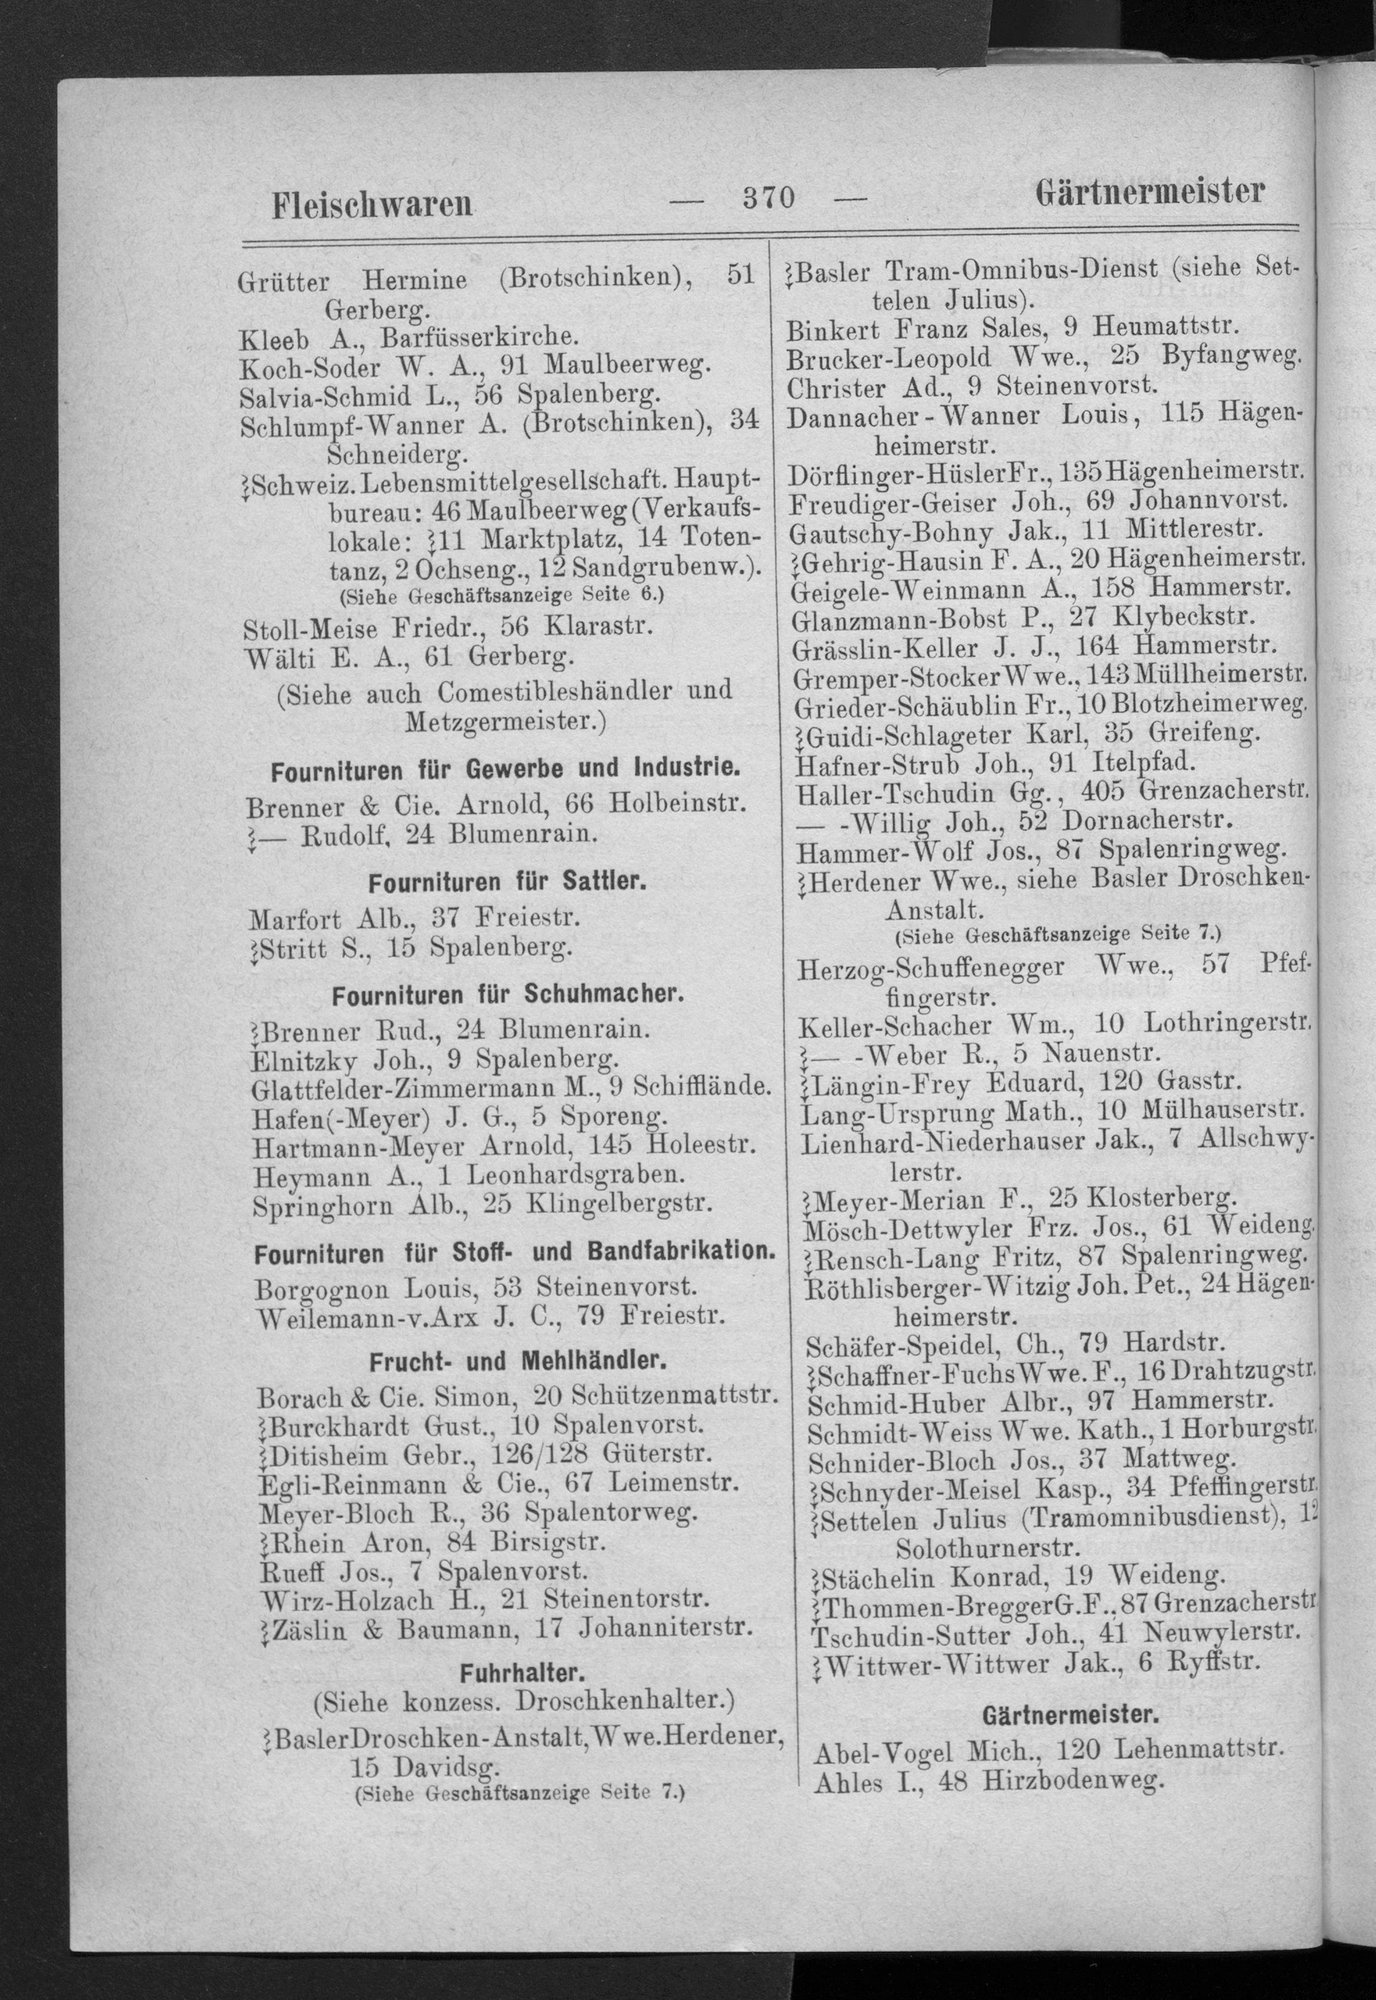 Fleischwaren — 370 — Gärtnermeister
Grütter Hermine (Brotschinken), 51
Gerberg.
Kleeb A., Barfüsserkirche.
Koch-Soder W. A., 91 Maulbeerweg.
Salvia-Schmid L., 56 Spalenberg.
Schlumpf-Wanner A. (Brotschinken), 34
Schneiderg.
⚡Schweiz. Lebensmittelgesellschaft. Haupt-
bureau: 46 Maulbeerweg (Verkaufs-
lokale: ⚡11 Marktplatz, 14 Toten-
tanz, 2 Ochseng., 12 Sandgrubenw.).
(Siehe Geschäftsanzeige Seite 6.)
Stoll-Meise Friedr., 56 Klarastr.
Wälti E. A., 61 Gerberg.
(Siehe auch Comestibleshändler und
Metzgermeister.)
Fournituren für Gewerbe und Industrie.
Brenner & Cie. Arnold, 66 Holbeinstr.
⚡— Rudolf, 24 Blumenrain.
Fournituren für Sattler.
Marfort Alb., 37 Freiestr.
⚡Stritt S., 15 Spalenberg.
Fournituren für Schuhmacher.
⚡Brenner Rud., 24 Blumenrain.
Elnitzky Joh., 9 Spalenberg.
Glattfelder-Zimmermann M., 9 Schifflände.
Hafen(-Meyer) J. G., 5 Sporeng.
Hartmann-Meyer Arnold, 145 Holeestr.
Heymann A., 1 Leonhardsgraben.
Springhorn Alb., 25 Klingelbergstr.
Fournituren für Stoff- und Bandfabrikation.
Borgognon Louis, 53 Steinenvorst.
Weilemann-v.Arx J. C., 79 Freiestr.
Frucht- und Mehlhändler.
Borach & Cie. Simon, 20 Schützenmattstr.
⚡Burckhardt Gust., 10 Spalenvorst.
⚡Ditisheim Gebr., 126/128 Güterstr.
Egli-Reinmann & Cie., 67 Leimenstr.
Meyer-Bloch R., 36 Spalentorweg.
⚡Rhein Aron, 84 Birsigstr.
Rueff Jos., 7 Spalenvorst.
Wirz-Holzach H., 21 Steinentorstr.
⚡Zäslin & Baumann, 17 Johanniterstr.
Fuhrhalter.
(Siehe konzess. Droschkenhalter.)
⚡Basler Droschken-Anstalt, Wwe. Herdener,
15 Davidsg.
(Siehe Geschäftsanzeige Seite 7.)
⚡Basler Tram-Omnibus-Dienst (siehe Set-
telen Julius).
Binkert Franz Sales, 9 Heumattstr.
Brucker-Leopold Wwe., 25 Byfangweg.
Christer Ad., 9 Steinenvorst.
Dannacher-Wanner Louis, 115 Hägen-
heimerstr.
Dörflinger-Hüsler Fr., 135 Hägenheimerstr.
Freudiger-Geiser Joh., 69 Johannvorst.
Gautschy-Bohny Jak., 11 Mittlerestr.
⚡Gehrig-Hausin F. A., 20 Hägenheimerstr.
Geigele-Weinmann A., 158 Hammerstr.
Glanzmann-Bobst P., 27 Klybeckstr.
Grässlin-Keller J. J., 164 Hammerstr.
Gremper-Stocker Wwe., 143 Müllheimerstr.
Grieder-Schäublin Fr., 10 Blotzheimerweg.
⚡Guidi-Schlageter Karl, 35 Greifeng.
Hafner-Strub Joh., 91 Itelpfad.
Haller-Tschudin Gg., 405 Grenzacherstr.
— -Willig Joh., 52 Dornacherstr.
Hammer-Wolf Jos., 87 Spalenringweg.
⚡Herdener Wwe., siehe Basler Droschken-
Anstalt.
(Siehe Geschäftsanzeige Seite 7.)
Herzog-Schuffenegger Wwe., 57 Pfef-
fingerstr.
Keller-Schacher Wm., 10 Lothringerstr.
⚡— -Weber R., 5 Nauenstr.
⚡Längin-Frey Eduard, 120 Gasstr.
Lang-Ursprung Math., 10 Mülhauserstr.
Lienhard-Niederhauser Jak., 7 Allschwy-
lerstr.
⚡Meyer-Merian F., 25 Klosterberg.
Mösch-Dettwyler Frz. Jos., 61 Weideng.
⚡Rensch-Lang Fritz, 87 Spalenringweg.
Röthlisberger-Witzig Joh. Pet., 24 Hägen-
heimerstr.
Schäfer-Speidel, Ch., 79 Hardstr.
⚡Schaffner-Fuchs Wwe. F., 16 Drahtzugstr.
Schmid-Huber Albr., 97 Hammerstr.
Schmidt-Weiss Wwe. Kath., 1 Horburgstr.
Schnider-Bloch Jos., 37 Mattweg.
⚡Schnyder-Meisel Kasp., 34 Pfeffingerstr.
⚡Settelen Julius (Tramomnibusdienst), 12
Solothurnerstr.
⚡Stächelin Konrad, 19 Weideng.
⚡Thommen-Bregger G.F., 87 Grenzacherstr
Tschudin-Sutter Joh., 41 Neuwylerstr.
⚡Wittwer-Wittwer Jak., 6 Ryffstr.
Gärtnermeister.
Abel-Vogel Mich., 120 Lehenmattstr.
Ahles I., 48 Hirzbodenweg.